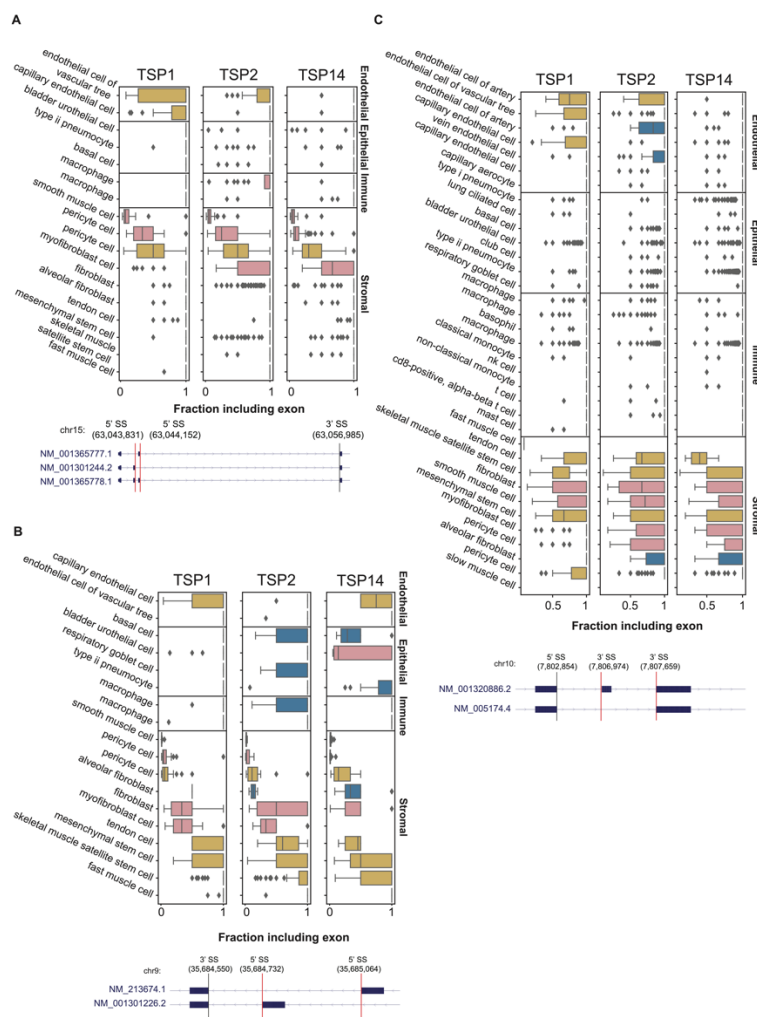 A
TSP1
TSP2
TSP14
endothelial cell of
vascular tree
capillary endothelial cell
bladder urothelial cell
type ii pneumocyte
basal cell
macrophage
macrophage
smooth muscle cell
pericyte cell
pericyte cell
myofibroblast cell
fibroblast
alveolar fibroblast
tendon cell
mesenchymal stem cell
skeletal muscle
satellite stem cell
fast muscle cell
Endothelial
Epithelial
Immune
Stromal
0
1
0
1
0
1
Fraction including exon
chr15:
5' SS
(63,043,831)
5' SS
(63,044,152)
3' SS
(63,056,985)
NM_001365777.1
NM_001301244.2
NM_001365778.1
B
TSP1
TSP2
TSP14
capillary endothelial cell
endothelial cell of vascular tree
basal cell
bladder urothelial cell
respiratory goblet cell
type ii pneumocyte
macrophage
macrophage
smooth muscle cell
pericyte cell
pericyte cell
alveolar fibroblast
fibroblast
myofibroblast cell
tendon cell
mesenchymal stem cell
skeletal muscle satellite stem cell
fast muscle cell
Endothelial
Epithelial
Immune
Stromal
0
1
0
1
0
1
Fraction including exon
chr9:
3' SS
(35,684,550)
5' SS
(35,684,732)
5' SS
(35,685,064)
NM_213674.1
NM_001301226.2
C
TSP1
TSP2
TSP14
endothelial cell of artery
endothelial cell of vascular tree
endothelial cell of artery
capillary endothelial cell
vein endothelial cell
capillary endothelial cell
capillary aerocyte
type i pneumocyte
lung ciliated cell
basal cell
bladder urothelial cell
club cell
type ii pneumocyte
respiratory goblet cell
macrophage
macrophage
basophil
macrophage
classical monocyte
non-classical monocyte
nk cell
t cell
cd8-positive, alpha-beta t cell
mast cell
fast muscle cell
tendon cell
skeletal muscle satellite stem cell
fibroblast
smooth muscle cell
mesenchymal stem cell
myofibroblast cell
pericyte cell
alveolar fibroblast
pericyte cell
slow muscle cell
Endothelial
Epithelial
Immune
Stromal
0.5
1
0.5
1
0.5
1
Fraction including exon
chr10:
5' SS
(7,802,854)
3' SS
(7,806,974)
3' SS
(7,807,659)
NM_001320886.2
NM_005174.4